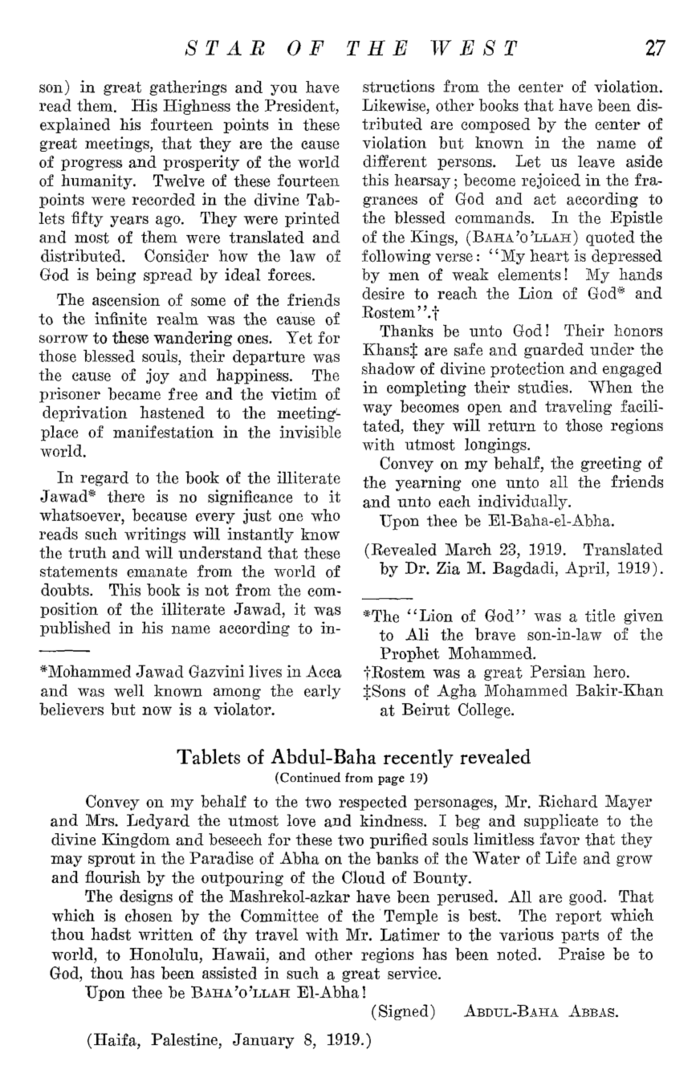 STAR OF THE WEST 27
son) in great gatherings and you have
read them. His Highness the President,
explained his fourteen points in these
great meetings, that they are the cause
of progress and prosperity of the world
of humanity. Twelve of these fourteen
points were recorded in the divine Tab-
lets fifty years ago. They were printed
and most of them were translated and
distributed. Consider how the law of
God is being spread by ideal forces.
The ascension of some of the friends
to the infinite realm was the cause of
sorrow to these wandering ones. Yet for
those blessed souls, their departure was
the cause of joy and happiness. The
prisoner became free and the victim of
deprivation hastened to the meeting-
place of manifestation in the invisible
world.
In regard to the book of the illiterate
Jawad* there is no significance to it
whatsoever, because every just one who
reads such writings will instantly know
the truth and will understand that these
statements emanate from the world of
doubts. This book is not from the com-
position of the illiterate Jawad, it was
published in his name according to in-
*Mohammed Jawad Gazvini lives in Acca
and was well known among the early
believers but now is a violator.
structions from the center of violation.
Likewise, other books that have been dis-
tributed are composed by the center of
violation but known in the name of
different persons. Let us leave aside
this hearsay; become rejoiced in the fra-
grances of God and act according to
the blessed commands. In the Epistle
of the Kings, (BAHA'O'LLAH) quoted the
following verse: "My heart is depressed
by men of weak elements! My hands
desire to reach the Lion of God* and
Rostem".†
Thanks be unto God! Their honors
Khans‡ are safe and guarded under the
shadow of divine protection and engaged
in completing their studies. When the
way becomes open and traveling facili-
tated, they will return to those regions
with utmost longings.
Convey on my behalf, the greeting of
the yearning one unto all the friends
and unto each individually.
Upon thee be El-Baha-el-Abha.
(Revealed March 23, 1919. Translated
by Dr. Zia M. Bagdadi, April, 1919).
*The "Lion of God" was a title given
to Ali the brave son-in-law of the
Prophet Mohammed.
†Rostem was a great Persian hero.
‡Sons of Agha Mohammed Bakir-Khan
at Beirut College.
Tablets of Abdul-Baha recently revealed
(Continued from page 19)
Convey on my behalf to the two respected personages, Mr. Richard Mayer
and Mrs. Ledyard the utmost love and kindness. I beg and supplicate to the
divine Kingdom and beseech for these two purified souls limitless favor that they
may sprout in the Paradise of Abha on the banks of the Water of Life and grow
and flourish by the outpouring of the Cloud of Bounty.
The designs of the Mashrekol-azkar have been perused. All are good. That
which is chosen by the Committee of the Temple is best. The report which
thou hadst written of thy travel with Mr. Latimer to the various parts of the
world, to Honolulu, Hawaii, and other regions has been noted. Praise be to
God, thou has been assisted in such a great service.
Upon thee be BAHA'O'LLAH El-Abha!
(Signed) ABDUL-BAHA ABBAS.
(Haifa, Palestine, January 8, 1919.)